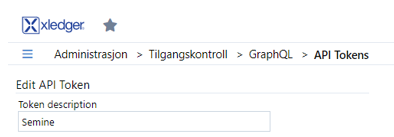 xledger
Administrasjon > Tilgangskontroll > GraphQL > API Tokens
Edit API Token
Token description
Semine